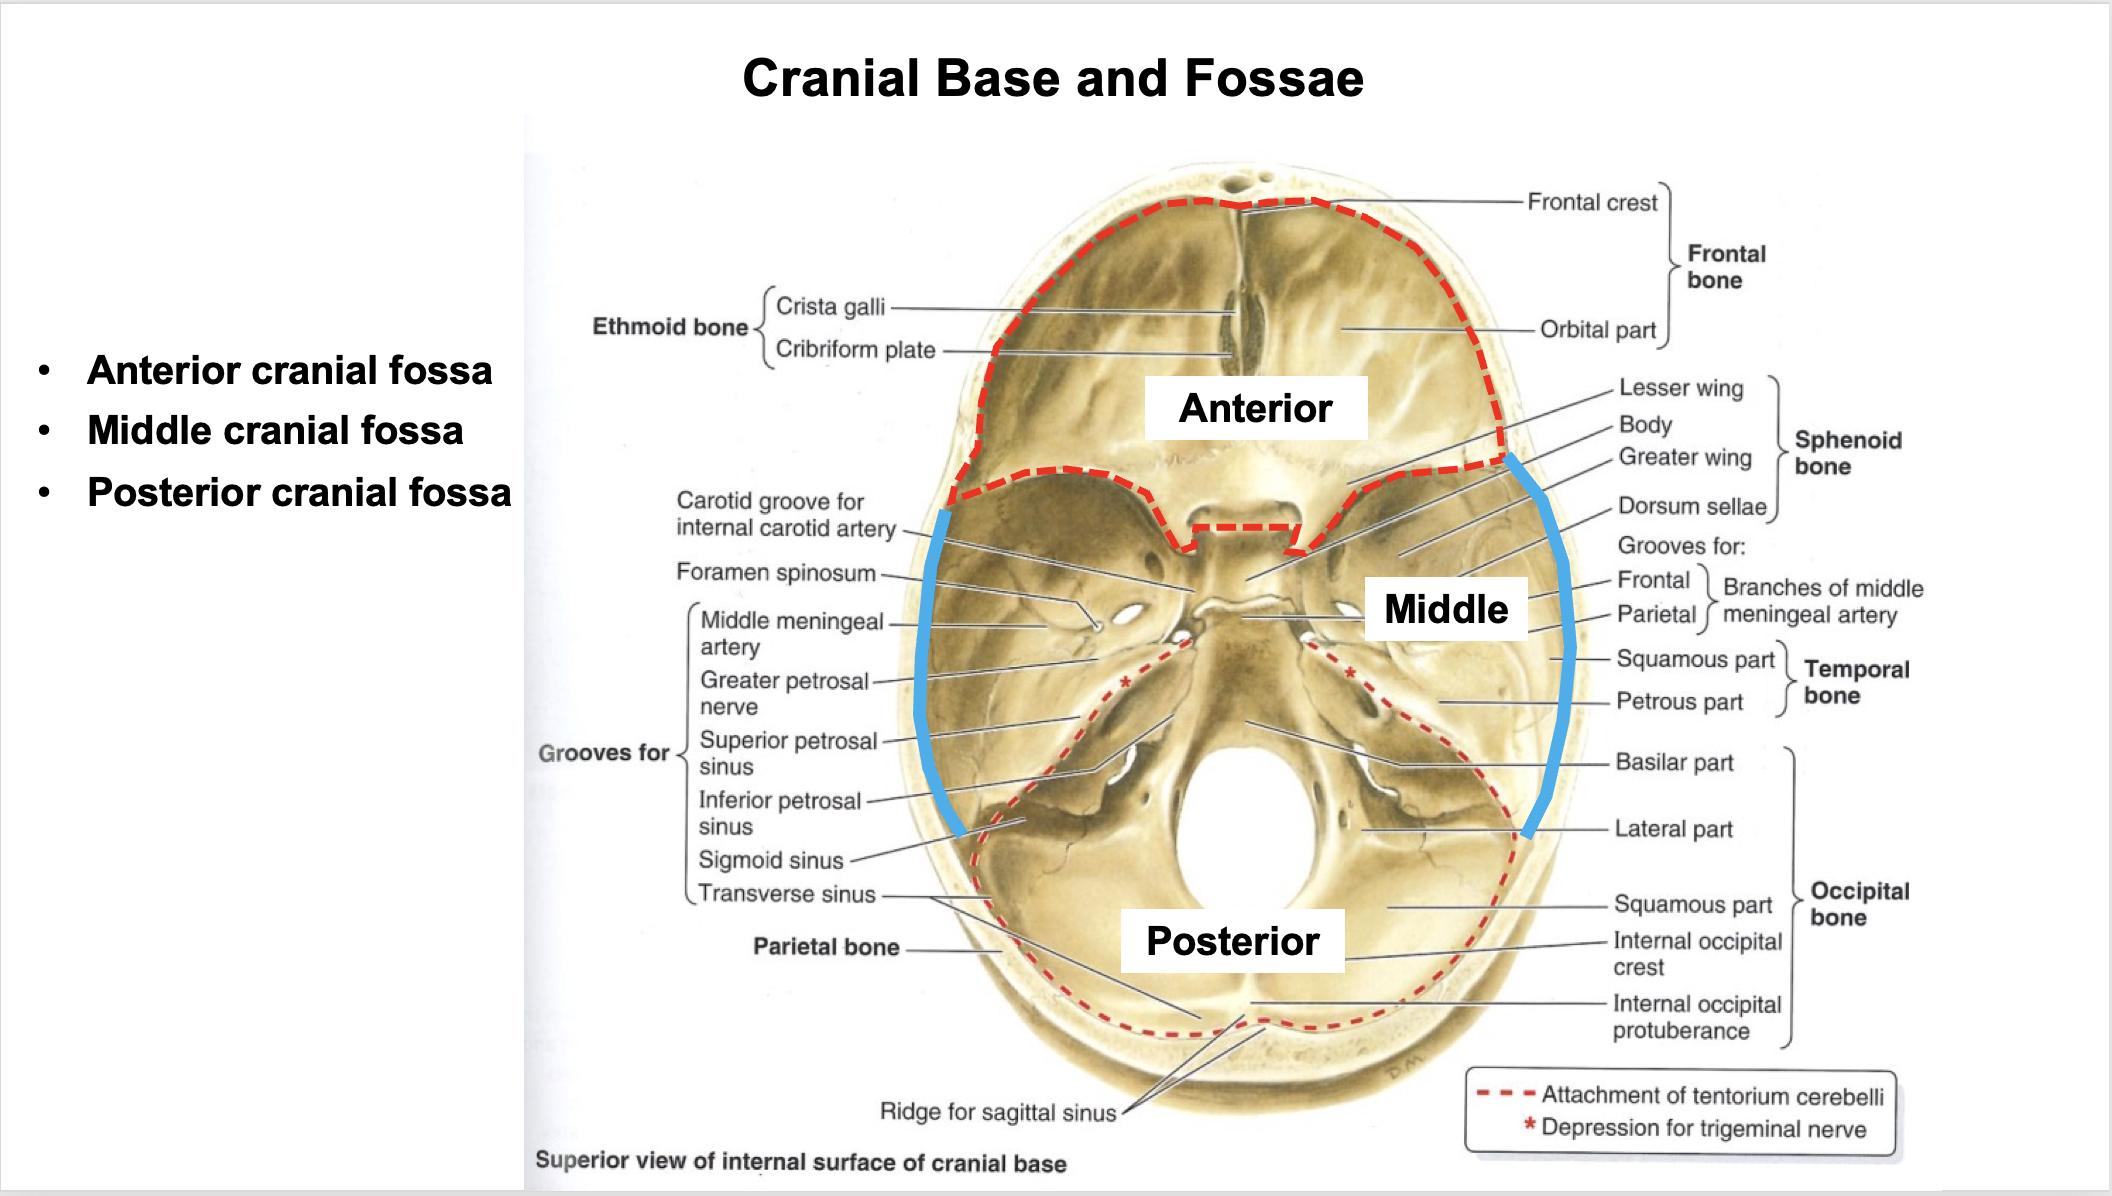 Cranial Base and Fossae
• Anterior cranial fossa
• Middle cranial fossa
• Posterior cranial fossa
Ethmoid bone
Crista galli
Cribriform plate
Carotid groove for
internal carotid artery
Foramen spinosum
Grooves for
Middle meningeal
artery
Greater petrosal
nerve
Superior petrosal
sinus
Inferior petrosal
sinus
Sigmoid sinus
Transverse sinus
Parietal bone
Ridge for sagittal sinus
Anterior
Middle
Posterior
Frontal crest
Orbital part
Frontal
bone
Lesser wing
Body
Greater wing
Dorsum sellae
Sphenoid
bone
Grooves for:
Frontal
Parietal
Branches of middle
meningeal artery
Squamous part
Petrous part
Temporal
bone
Basilar part
Lateral part
Squamous part
Internal occipital
crest
Internal occipital
protuberance
Occipital
bone
D.M
Attachment of tentorium cerebelli
* Depression for trigeminal nerve
Superior view of internal surface of cranial base